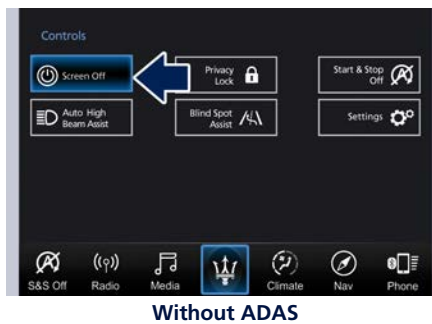 Controls
Screen Off
Privacy
Lock
Start & Stop
Off
Auto High
Beam Assist
Blind Spot
Assist
Settings
S&S Off Radio Media Climate Nav Phone
Without ADAS